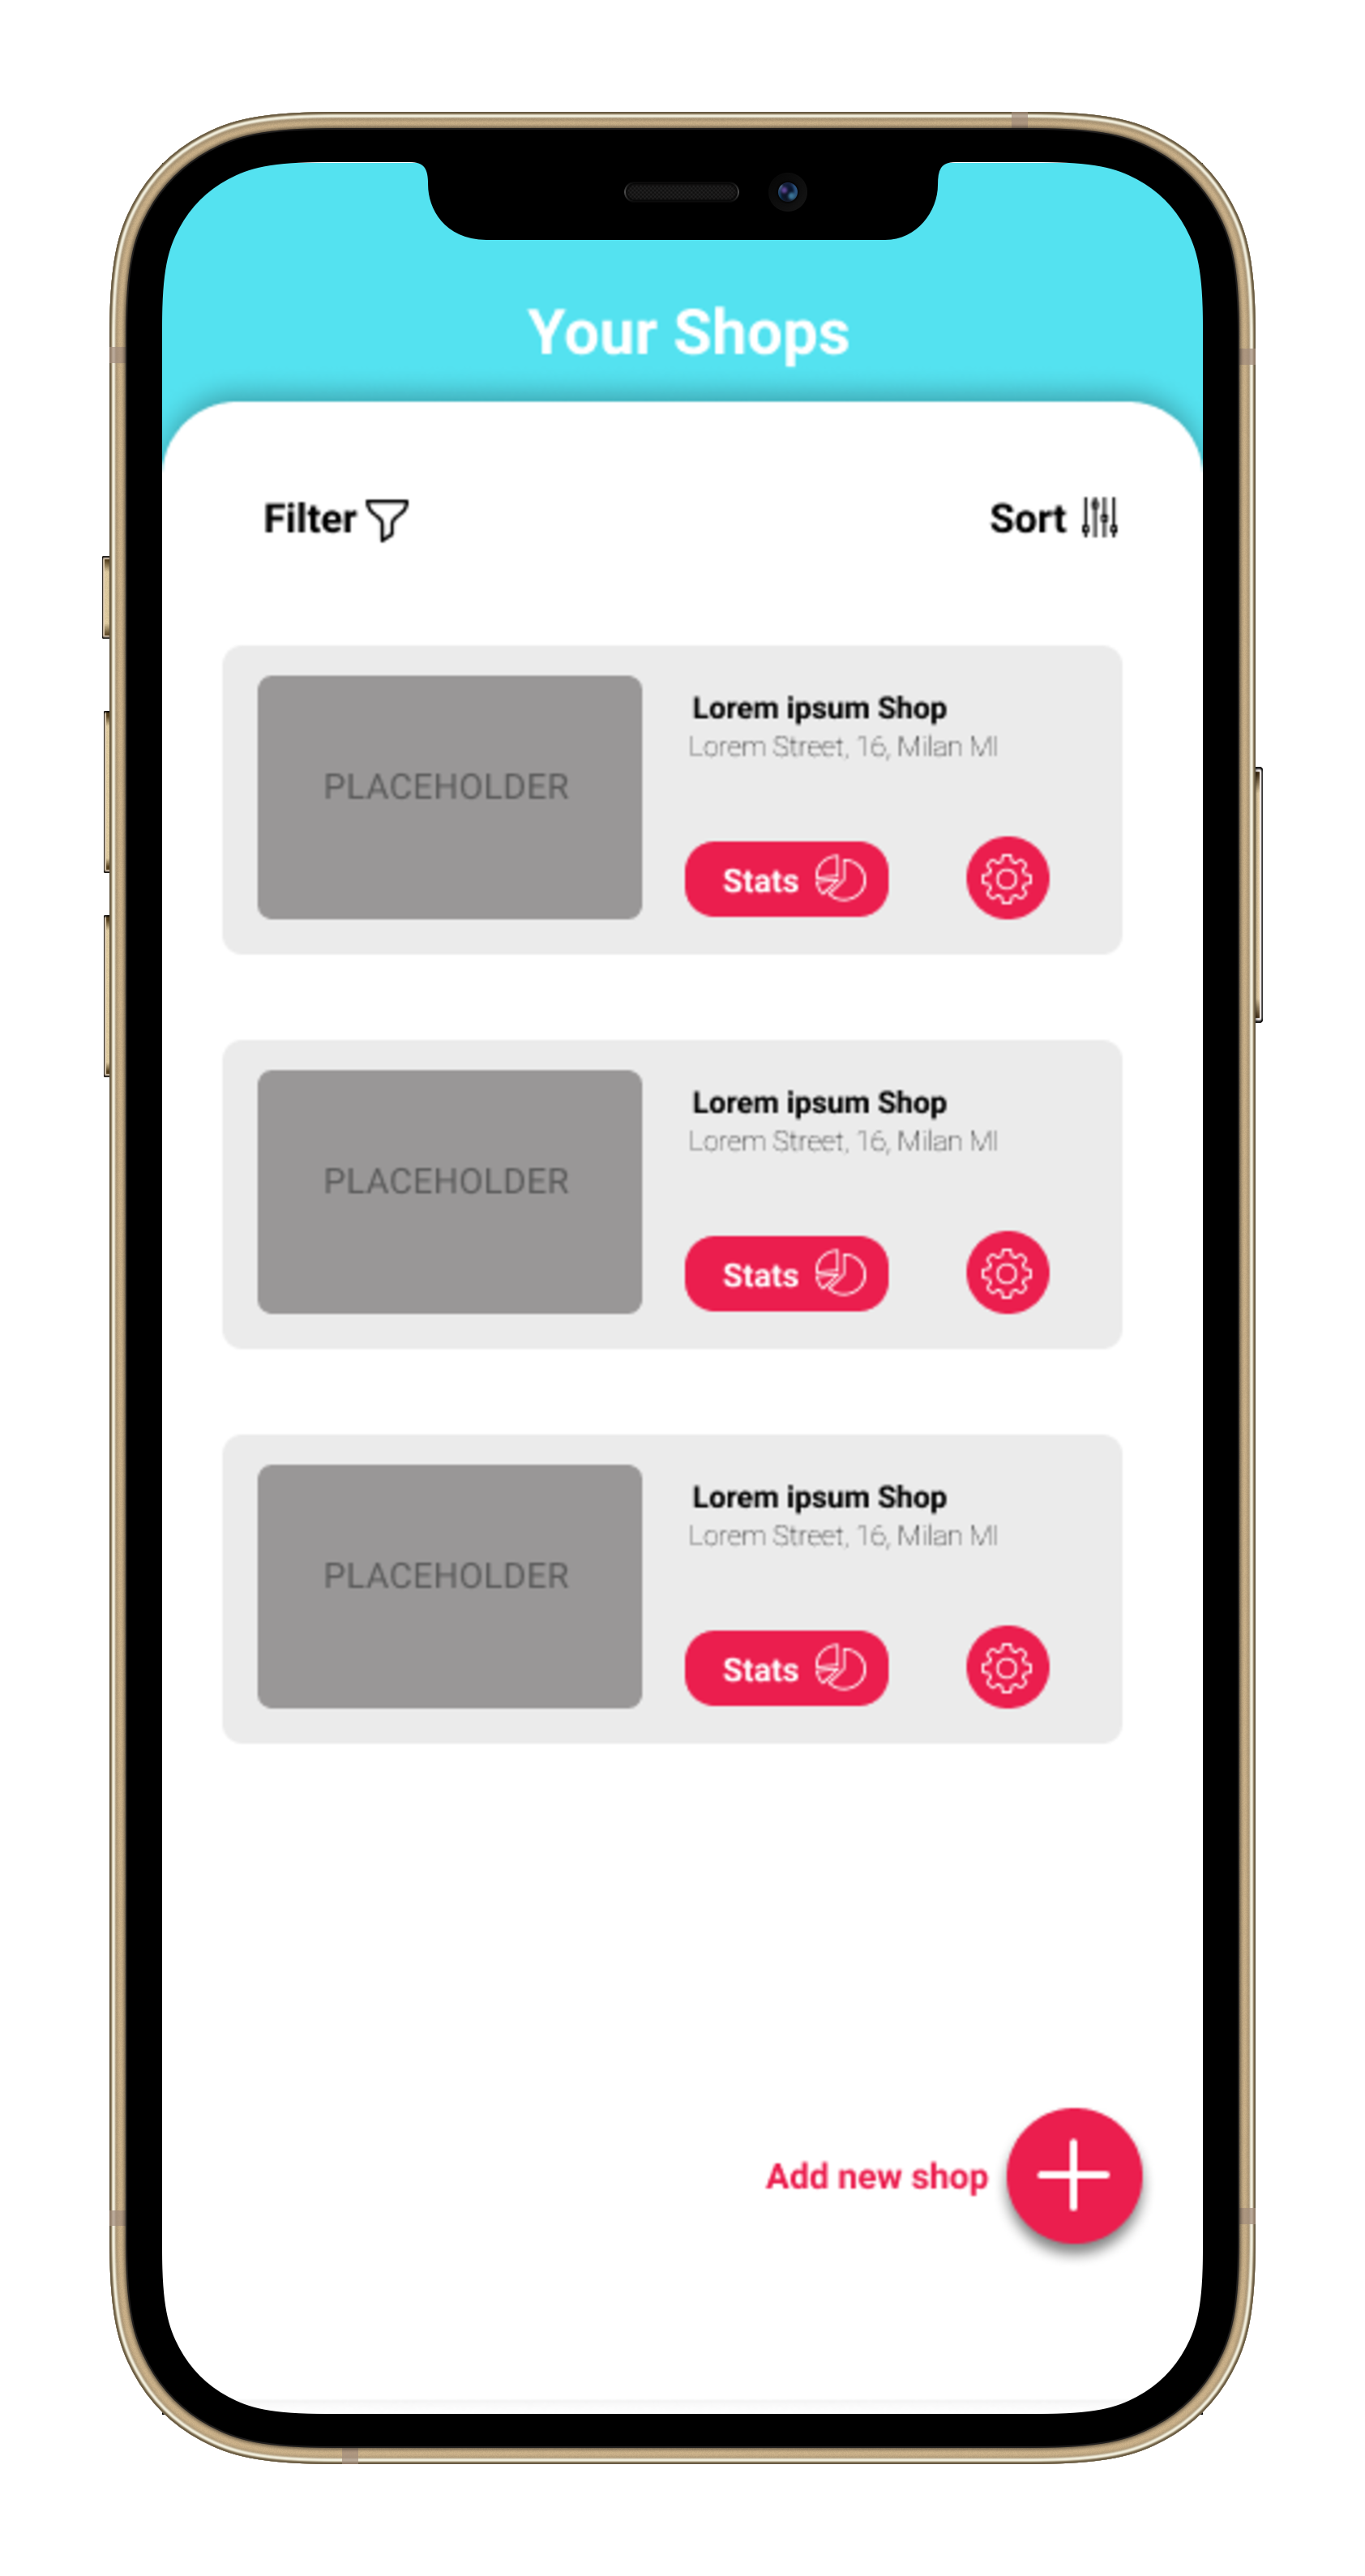 Your Shops
Filter
Sort
PLACEHOLDER
Lorem ipsum Shop
Lorem Street, 16, Milan MI
Stats
PLACEHOLDER
Lorem ipsum Shop
Lorem Street, 16, Milan MI
Stats
PLACEHOLDER
Lorem ipsum Shop
Lorem Street, 16, Milan MI
Stats
Add new shop